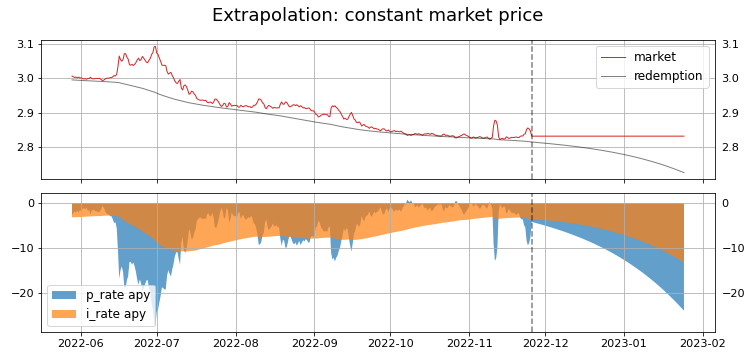 Extrapolation: constant market price
3.1 3.1
market
redemption
3.0 3.0
2.9 2.9
2.8 2.8
0 0
−10 −10
−20 −20
p_rate apy
i_rate apy
2022-06 2022-07 2022-08 2022-09 2022-10 2022-11 2022-12 2023-01 2023-02